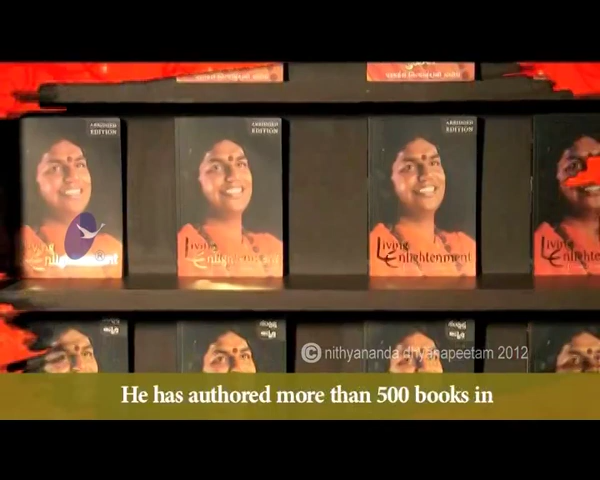 ABRIDGED
EDITION
Living
Enlightenment
ABRIDGED
EDITION
Living
Enlightenment
ABRIDGED
EDITION
Living
Enlightenment
Living
© nithyananda dhyanapeetam 2012
He has authored more than 500 books in